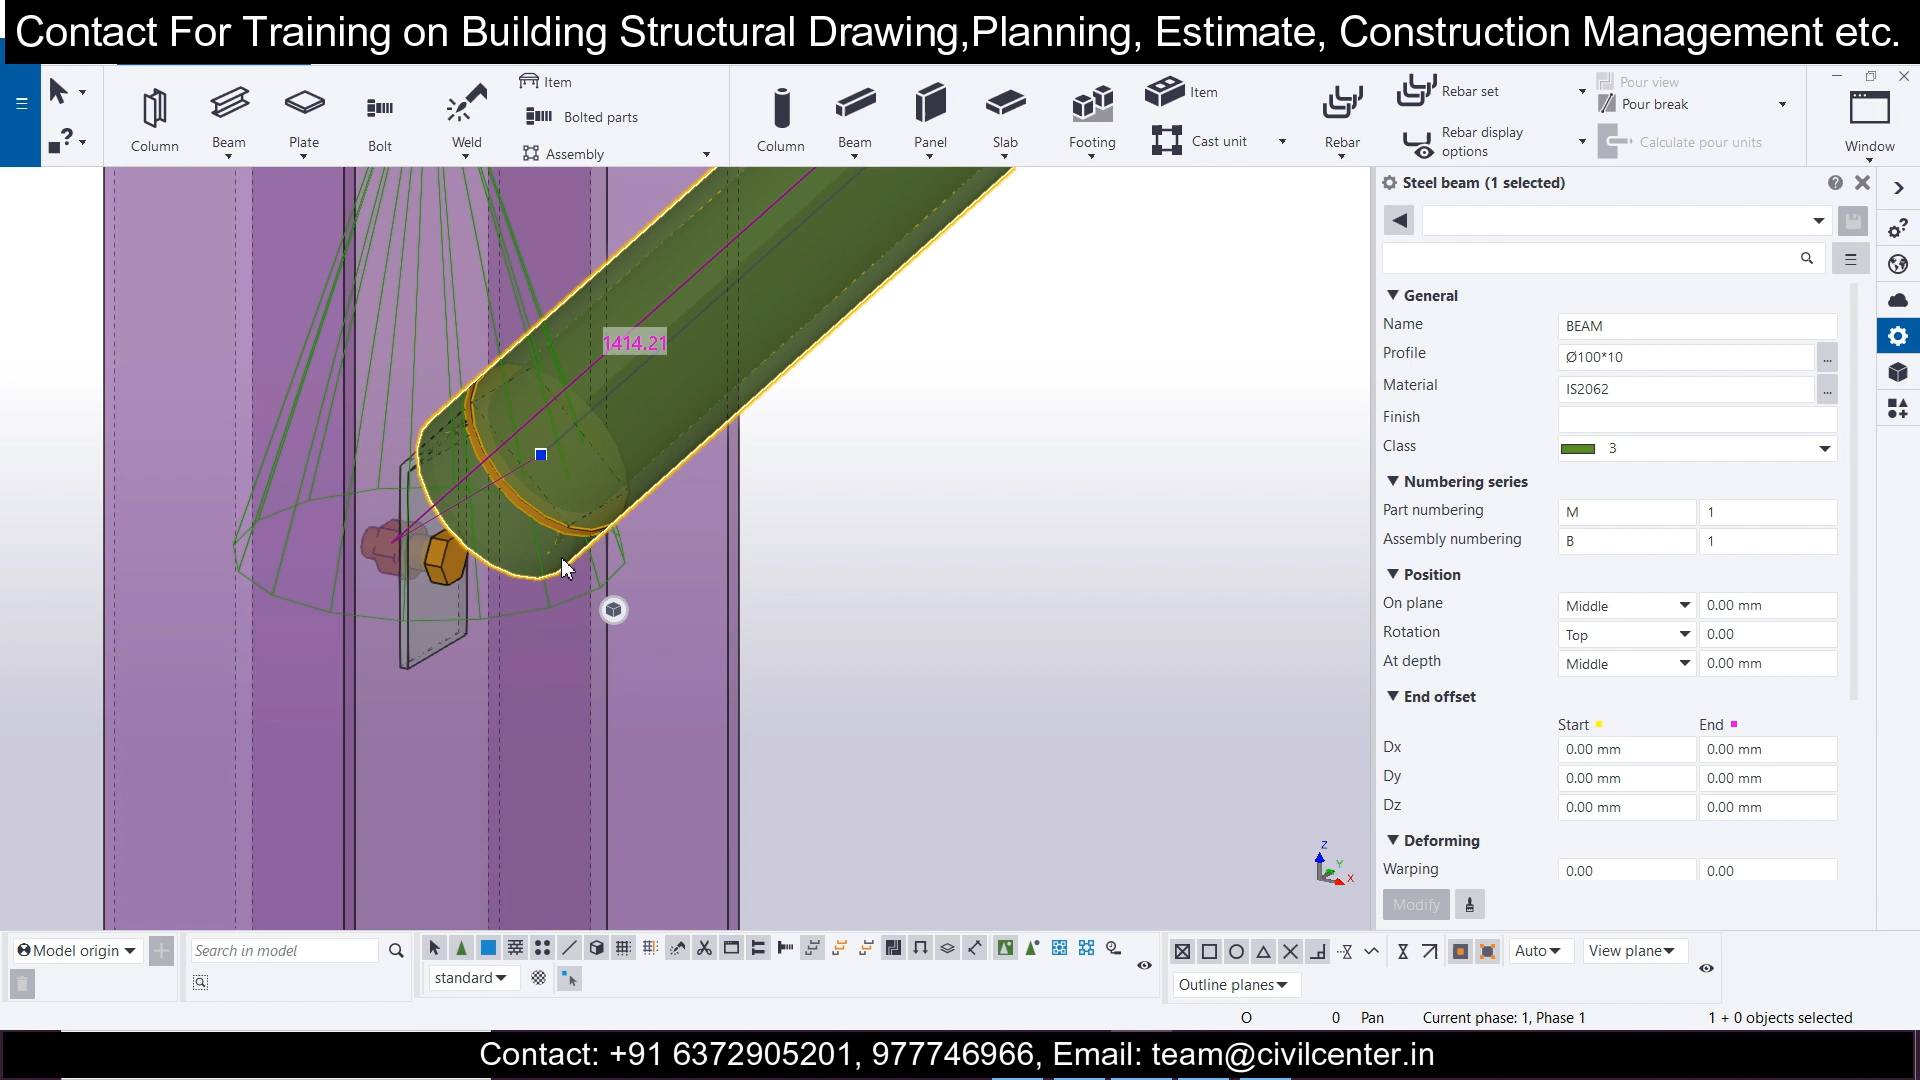 Contact For Training on Building Structural Drawing,Planning, Estimate, Construction Management etc.
Column
Beam
Plate
Bolt
Weld
Item
Bolted parts
Assembly
Column
Beam
Panel
Slab
Footing
Item
Cast unit
Rebar
Rebar set
Rebar display options
Pour view
Pour break
Calculate pour units
Window
1414.21
Steel beam (1 selected)
General
Name BEAM
Profile Ø100*10 ...
Material IS2062 ...
Finish
Class 3
Numbering series
Part numbering M 1
Assembly numbering B 1
Position
On plane Middle 0.00 mm
Rotation Top 0.00
At depth Middle 0.00 mm
End offset
Start End
Dx 0.00 mm 0.00 mm
Dy 0.00 mm 0.00 mm
Dz 0.00 mm 0.00 mm
Deforming
Warping 0.00 0.00
Modify
Z
Y
X
Model origin
Search in model
standard
Auto
View plane
Outline planes
O 0 Pan Current phase: 1, Phase 1 1 + 0 objects selected
Contact: +91 6372905201, 977746966, Email: team@civilcenter.in